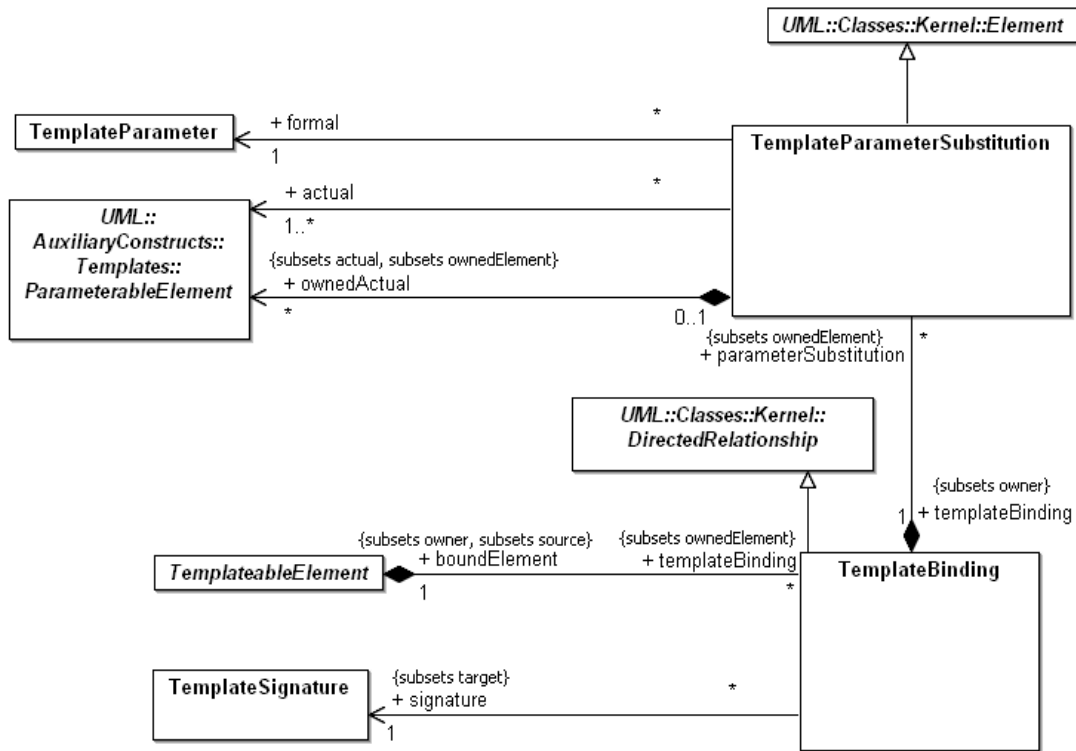 UML::Classes::Kernel::Element
TemplateParameter
+ formal
1
*
TemplateParameterSubstitution
+ actual
1..*
*
UML::
AuxiliaryConstructs::
Templates::
ParameterableElement
{subsets actual, subsets ownedElement}
+ ownedActual
*
0..1
{subsets ownedElement}
+ parameterSubstitution
*
UML::Classes::Kernel::
DirectedRelationship
{subsets owner}
1
+ templateBinding
{subsets owner, subsets source}
+ boundElement
1
{subsets ownedElement}
+ templateBinding
*
TemplateableElement
TemplateBinding
TemplateSignature
{subsets target}
+ signature
1
*